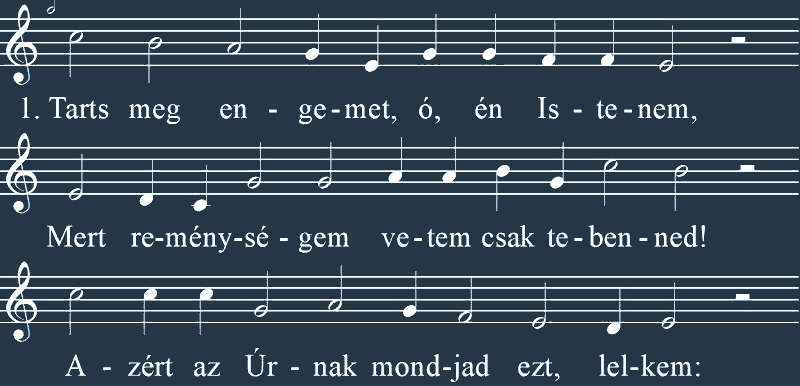 1. Tarts meg en - ge-met, ó, én Is - te-nem,
Mert re-mény-sé - gem ve-tem csak te-ben-ned!
A - zért az Úr - nak mond-jad ezt, lel-kem: